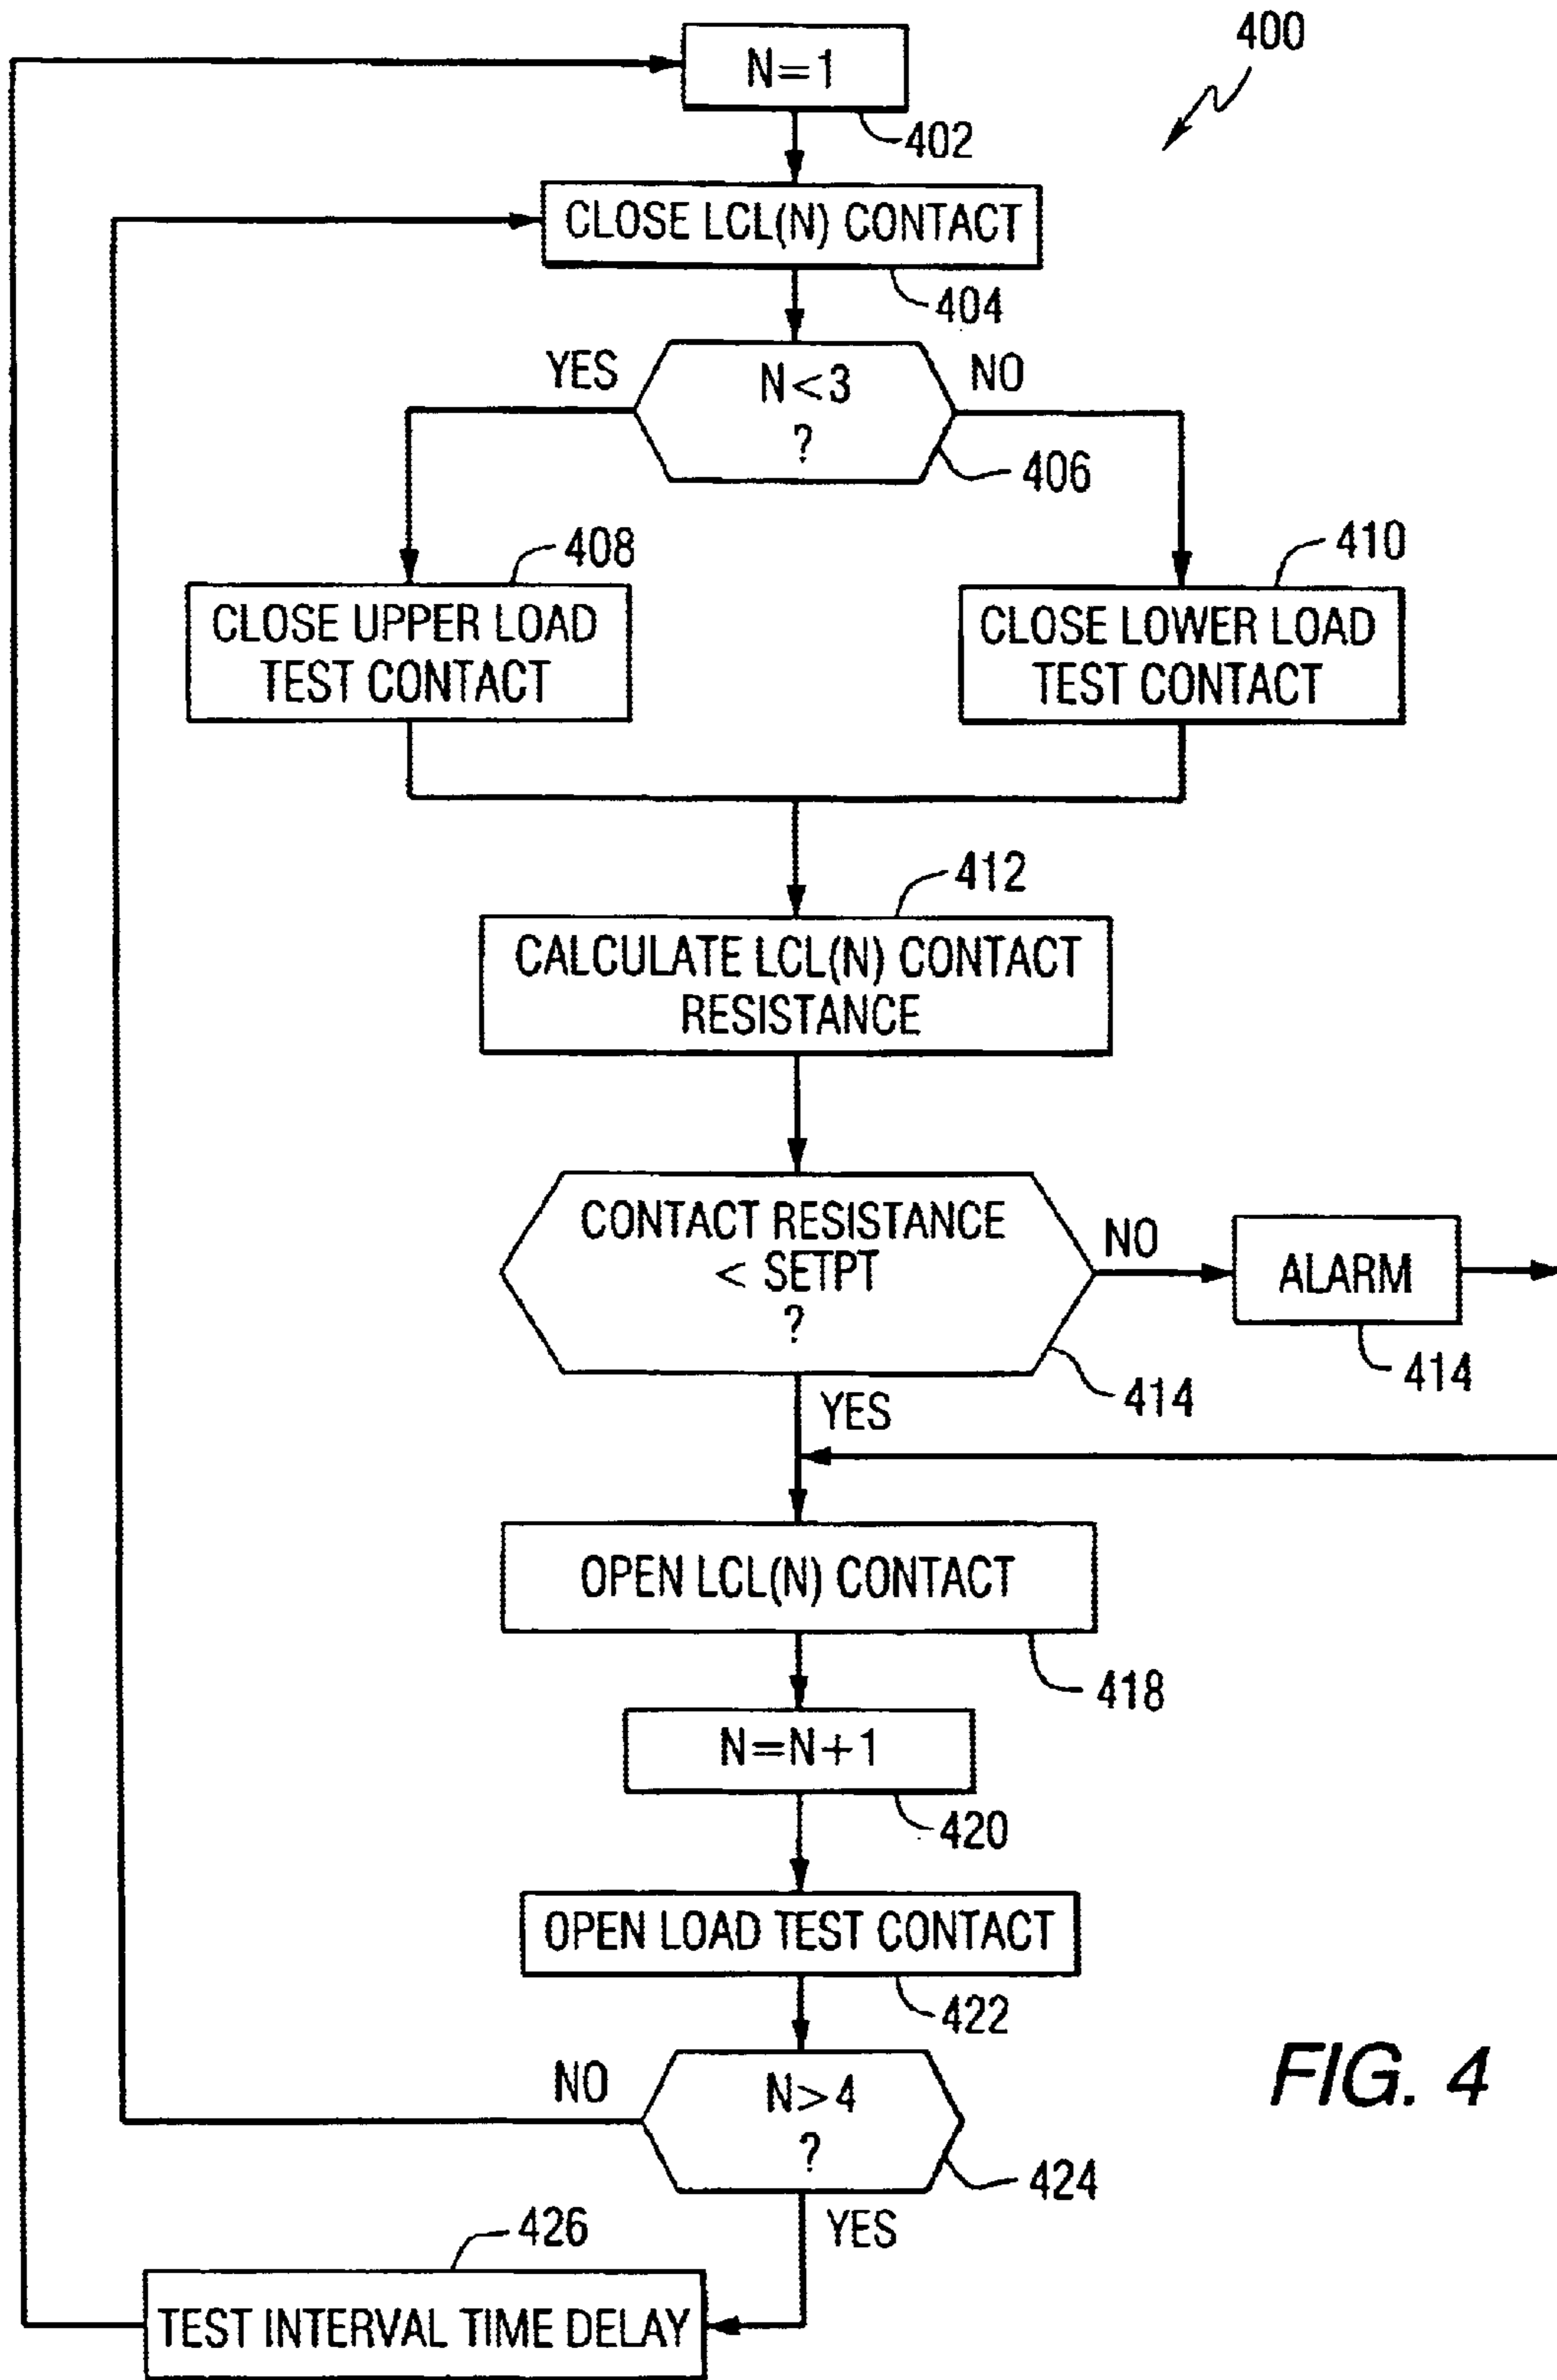 400
N=1
402
CLOSE LCL(N) CONTACT
404
YES
N<3
?
NO
406
408
CLOSE UPPER LOAD
TEST CONTACT
410
CLOSE LOWER LOAD
TEST CONTACT
412
CALCULATE LCL(N) CONTACT
RESISTANCE
CONTACT RESISTANCE
< SETPT
?
NO
ALARM
414
414
YES
OPEN LCL(N) CONTACT
418
N=N+1
420
OPEN LOAD TEST CONTACT
422
NO
N>4
?
424
YES
426
TEST INTERVAL TIME DELAY
FIG. 4